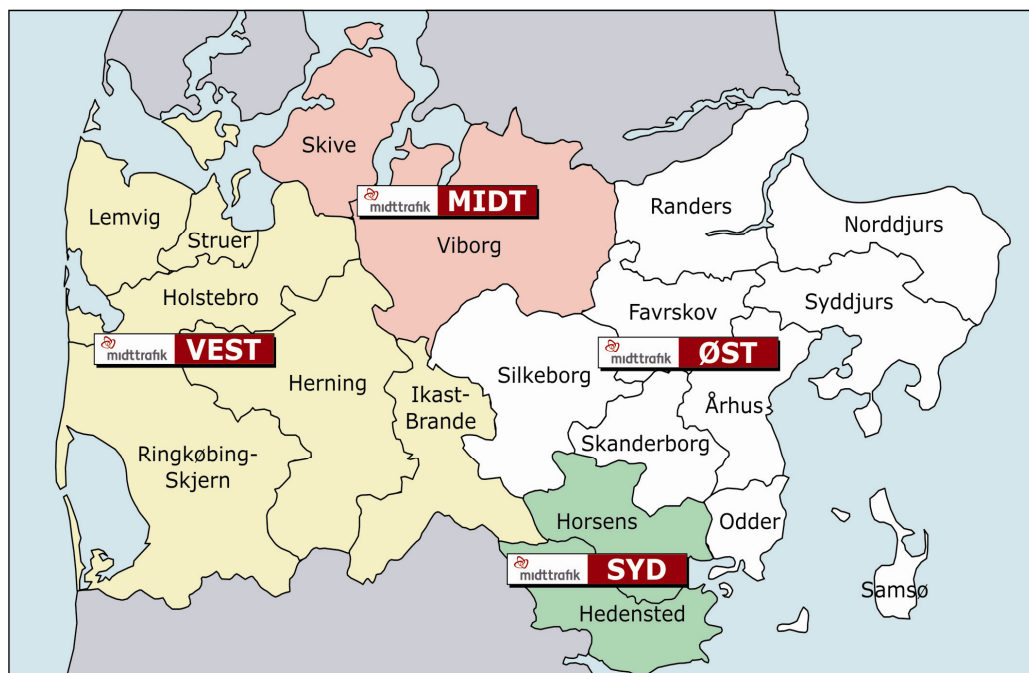 Skive
midttrafik MIDT
Lemvig
Struer
Viborg
Randers
Norddjurs
Holstebro
Favrskov
Syddjurs
midttrafik VEST
midttrafik ØST
Herning
Ikast-
Brande
Silkeborg
Århus
Skanderborg
Ringkøbing-
Skjern
Horsens
Odder
midttrafik SYD
Hedensted
Samsø